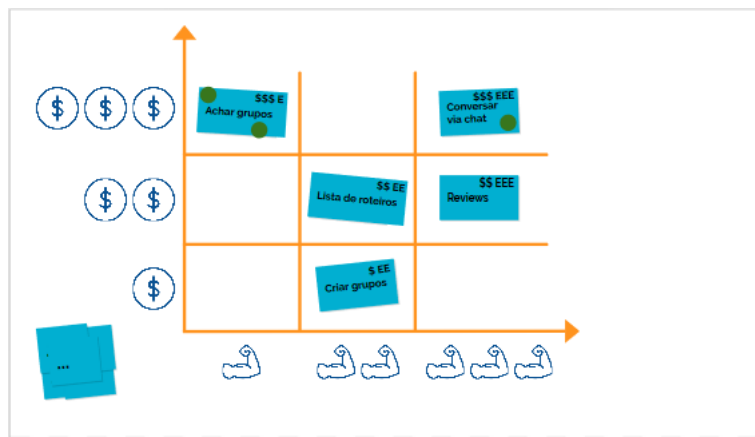 $ $ $
$$$ E
Achar grupos
$$$ EEE
Conversar
via chat
$ $
$$ EE
Lista de roteiros
$$ EEE
Reviews
$
$ EE
Criar grupos
...